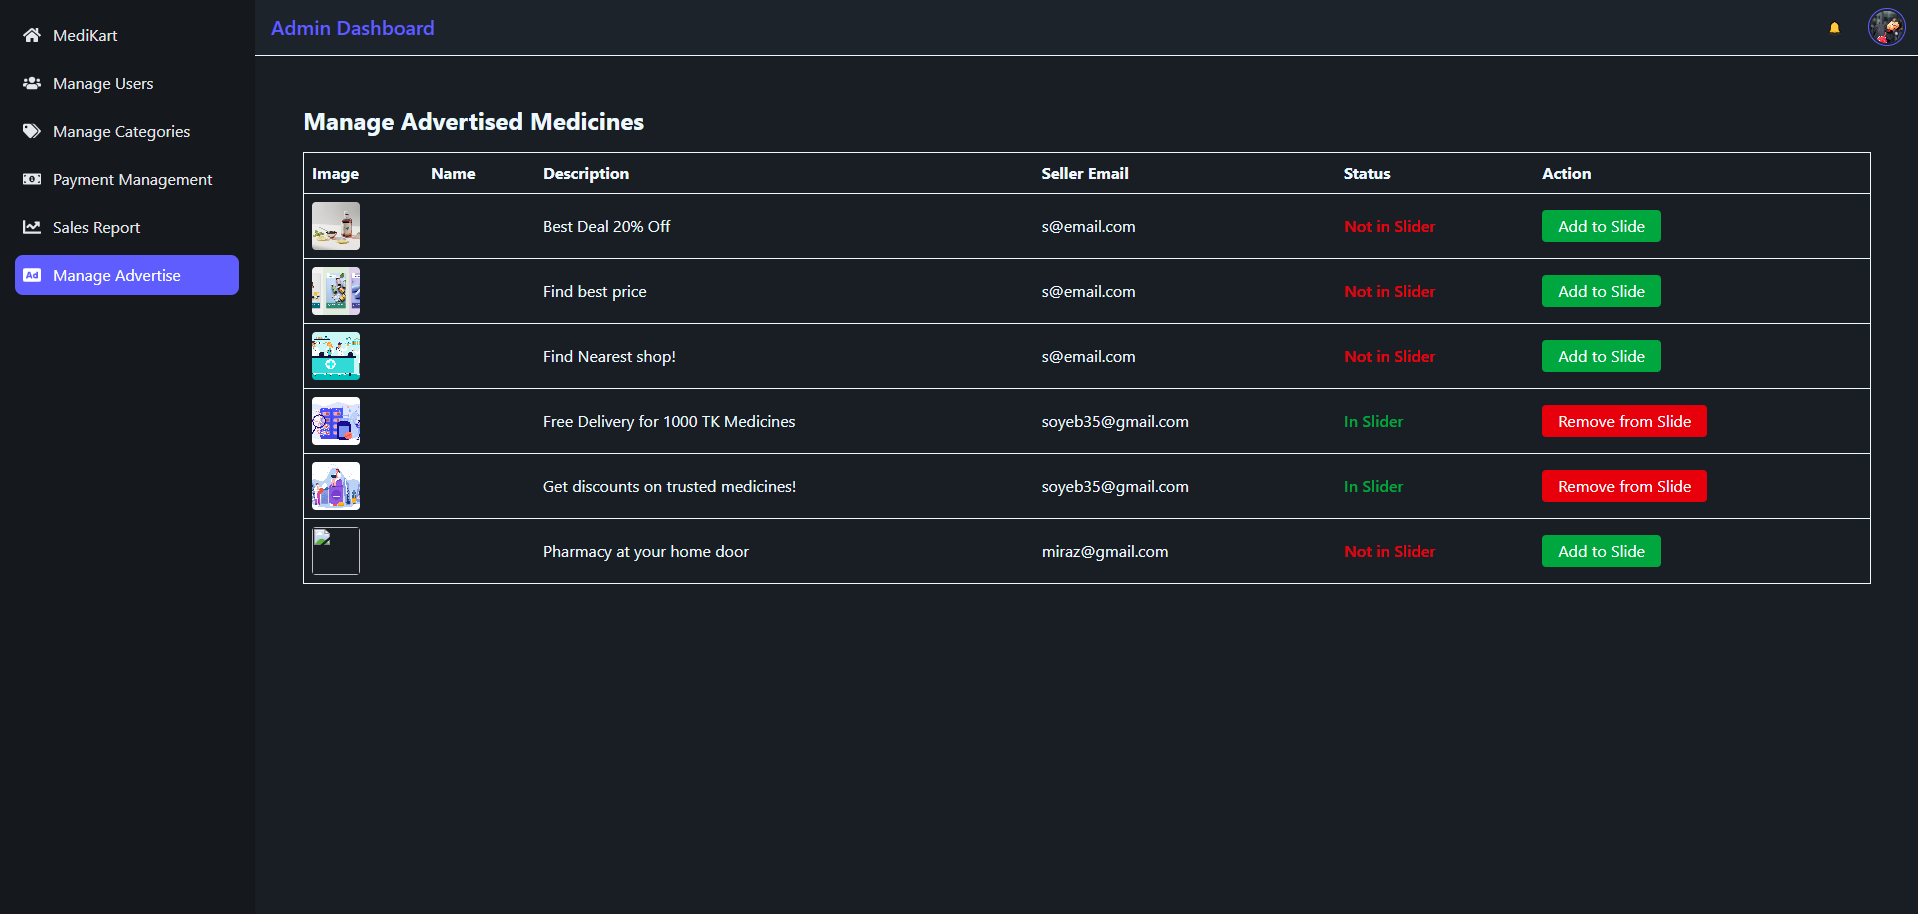 MediKart
Manage Users
Manage Categories
Payment Management
Sales Report
Ad Manage Advertise
Admin Dashboard
Manage Advertised Medicines
Image Name Description Seller Email Status Action
Best Deal 20% Off s@email.com Not in Slider Add to Slide
Find best price s@email.com Not in Slider Add to Slide
Find Nearest shop! s@email.com Not in Slider Add to Slide
Free Delivery for 1000 TK Medicines soyeb35@gmail.com In Slider Remove from Slide
Get discounts on trusted medicines! soyeb35@gmail.com In Slider Remove from Slide
Pharmacy at your home door miraz@gmail.com Not in Slider Add to Slide